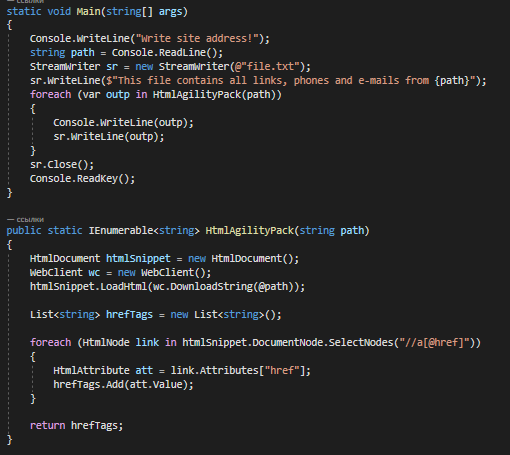 — ссылки
static void Main(string[] args)
{
Console.WriteLine("Write site address!");
string path = Console.ReadLine();
StreamWriter sr = new StreamWriter(@"file.txt");
sr.WriteLine($"This file contains all links, phones and e-mails from {path}");
foreach (var outp in HtmlAgilityPack(path))
{
Console.WriteLine(outp);
sr.WriteLine(outp);
}
sr.Close();
Console.ReadKey();
}
— ссылки
public static IEnumerable<string> HtmlAgilityPack(string path)
{
HtmlDocument htmlSnippet = new HtmlDocument();
WebClient wc = new WebClient();
htmlSnippet.LoadHtml(wc.DownloadString(@path));
List<string> hrefTags = new List<string>();
foreach (HtmlNode link in htmlSnippet.DocumentNode.SelectNodes("//a[@href]"))
{
HtmlAttribute att = link.Attributes["href"];
hrefTags.Add(att.Value);
}
return hrefTags;
}